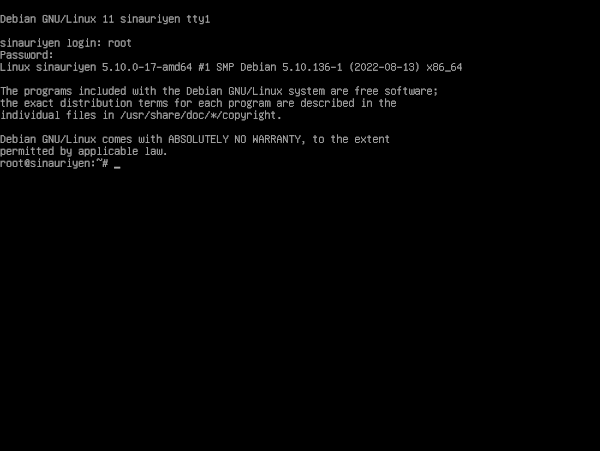 Debian GNU/Linux 11 sinauriyen tty1
sinauriyen login: root
Password:
Linux sinauriyen 5.10.0-17-amd64 #1 SMP Debian 5.10.136-1 (2022-08-13) x86_64
The programs included with the Debian GNU/Linux system are free software;
the exact distribution terms for each program are described in the
individual files in /usr/share/doc/*/copyright.
Debian GNU/Linux comes with ABSOLUTELY NO WARRANTY, to the extent
permitted by applicable law.
root@sinauriyen:~# _